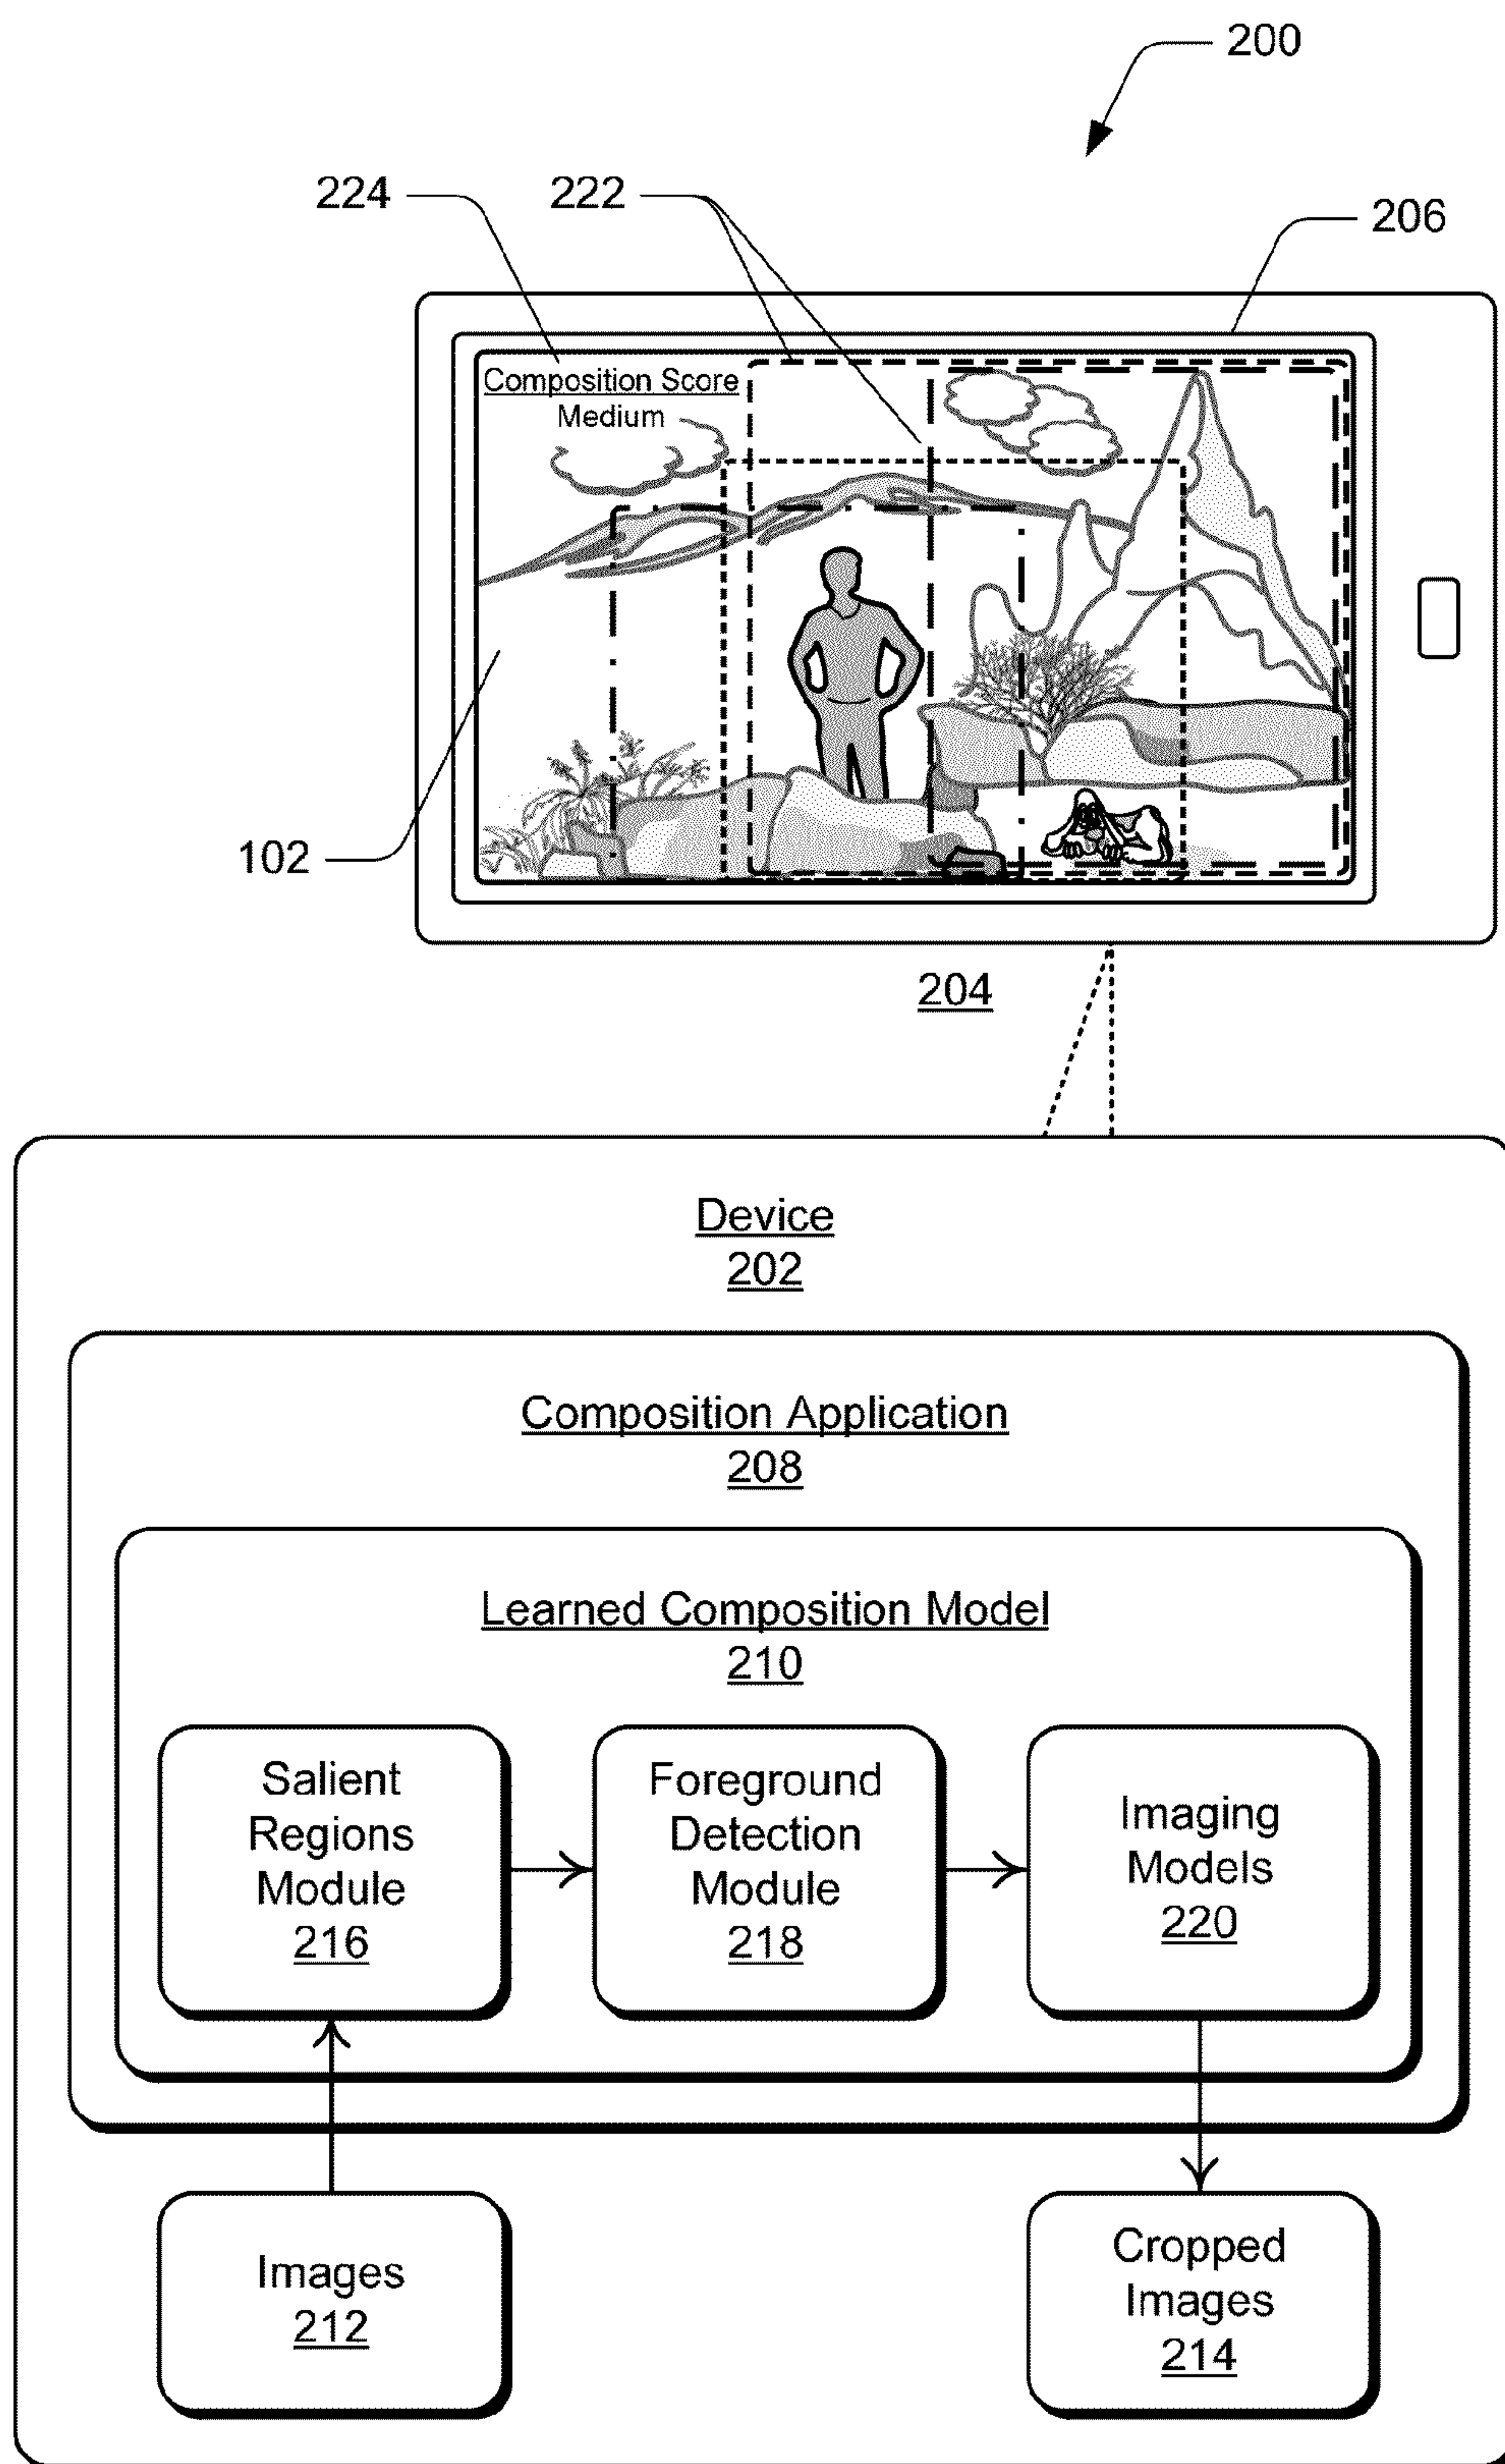 200
224
222
206
Composition Score
Medium
102
204
Device
202
Composition Application
208
Learned Composition Model
210
Salient
Regions
Module
216
Foreground
Detection
Module
218
Imaging
Models
220
Images
212
Cropped
Images
214